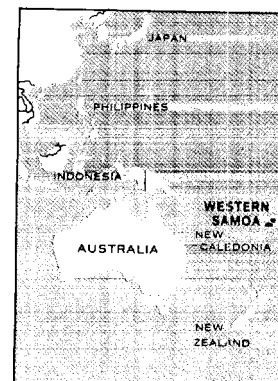 JAPAN
PHILIPPINES
INDONESIA
WESTERN
SAMOA
NEW
CALEDONIA
AUSTRALIA
NEW
ZEALAND